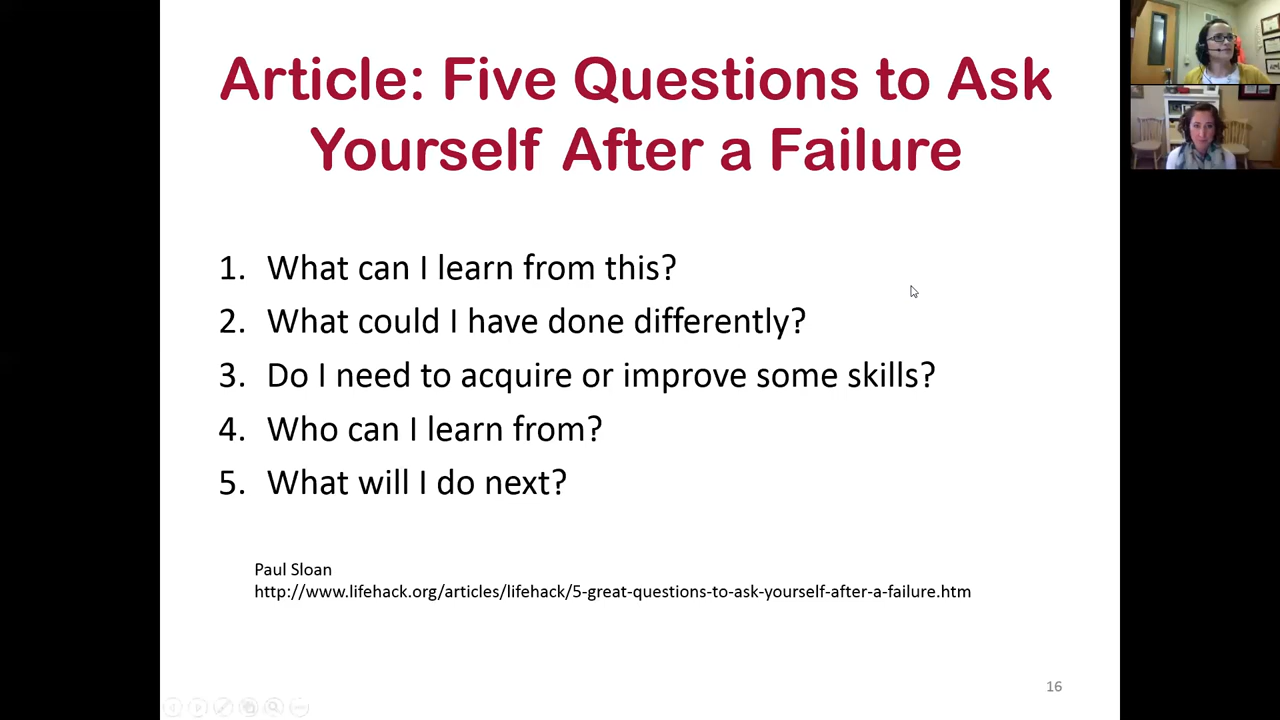 Article: Five Questions to Ask
Yourself After a Failure
1. What can I learn from this?
2. What could I have done differently?
3. Do I need to acquire or improve some skills?
4. Who can I learn from?
5. What will I do next?
Paul Sloan
http://www.lifehack.org/articles/lifehack/5-great-questions-to-ask-yourself-after-a-failure.htm
16